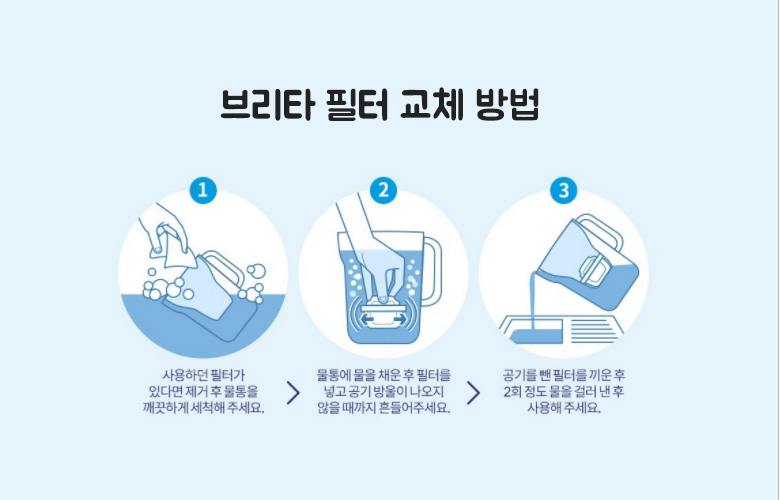 브리타 필터 교체 방법
1
사용하던 필터가
있다면 제거 후 물통을
깨끗하게 세척해 주세요.
2
물통에 물을 채운 후 필터를
넣고 공기 방울이 나오지
않을 때까지 흔들어주세요.
3
공기를 뺀 필터를 끼운 후
2회 정도 물을 걸러 낸 후
사용해 주세요.